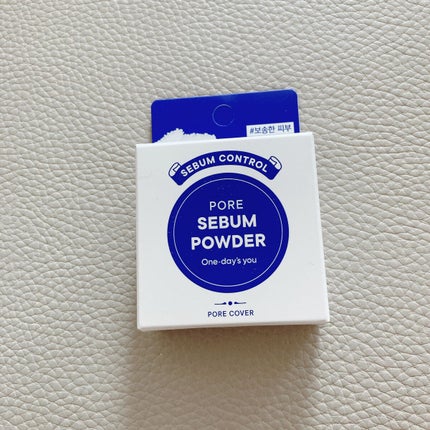 #보송한 피부
SEBUM CONTROL
PORE
SEBUM
POWDER
One-day's you
PORE COVER